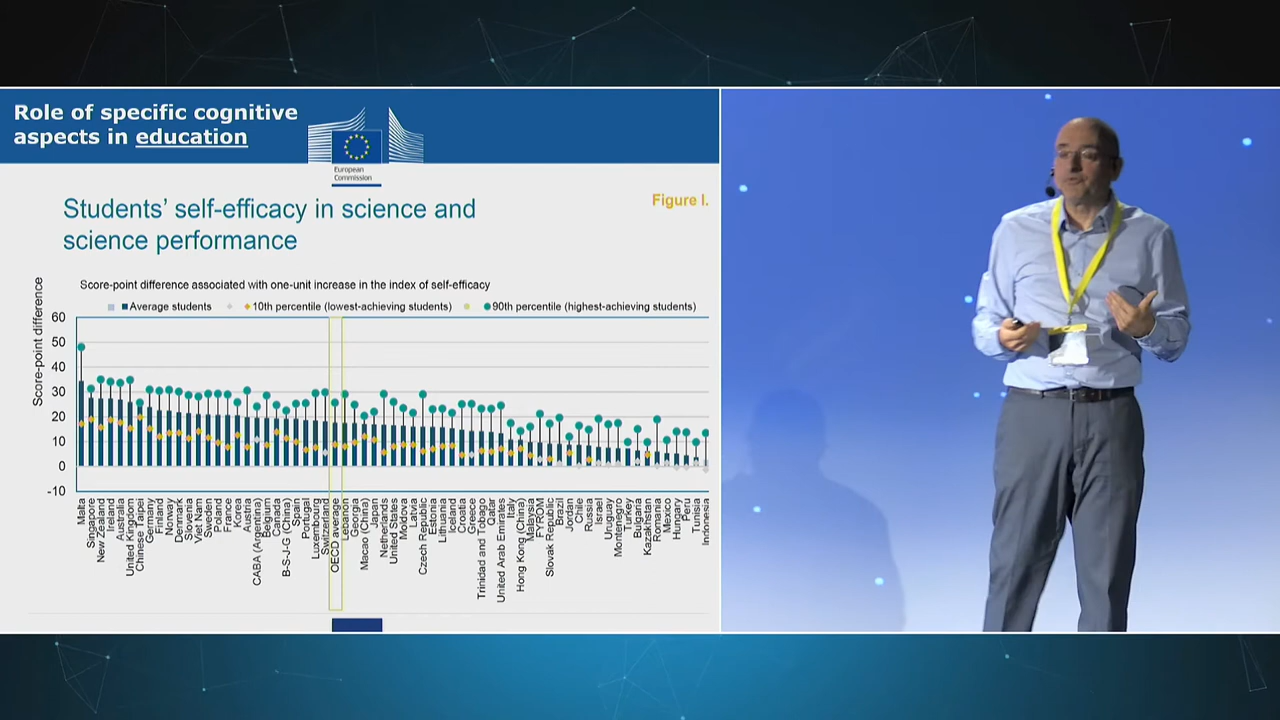 Role of specific cognitive
aspects in education
European
Commission
Students' self-efficacy in science and
science performance
Figure I.
Score-point difference associated with one-unit increase in the index of self-efficacy
Average students
10th percentile (lowest-achieving students)
90th percentile (highest-achieving students)
Score-point difference
60
50
40
30
20
10
0
-10
Malta
Singapore
New Zealand
Ireland
Australia
United Kingdom
Chinese Taipei
Germany
Finland
Norway
Denmark
Slovenia
Viet Nam
Sweden
Poland
France
Korea
Austria
CABA (Argentina)
Belgium
Canada
B-S-J-G (China)
Spain
Portugal
Luxembourg
Switzerland
OECD average
Lebanon
Georgia
Macao (China)
Japan
Netherlands
United States
Moldova
Latvia
Czech Republic
Estonia
Lithuania
Iceland
Croatia
Greece
Trinidad and Tobago
Qatar
United Arab Emirates
Italy
Hong Kong (China)
Malaysia
FYROM
Slovak Republic
Brazil
Jordan
Chile
Russia
Israel
Uruguay
Montenegro
Turkey
Bulgaria
Kazakhstan
Romania
Mexico
Hungary
Peru
Tunisia
Indonesia